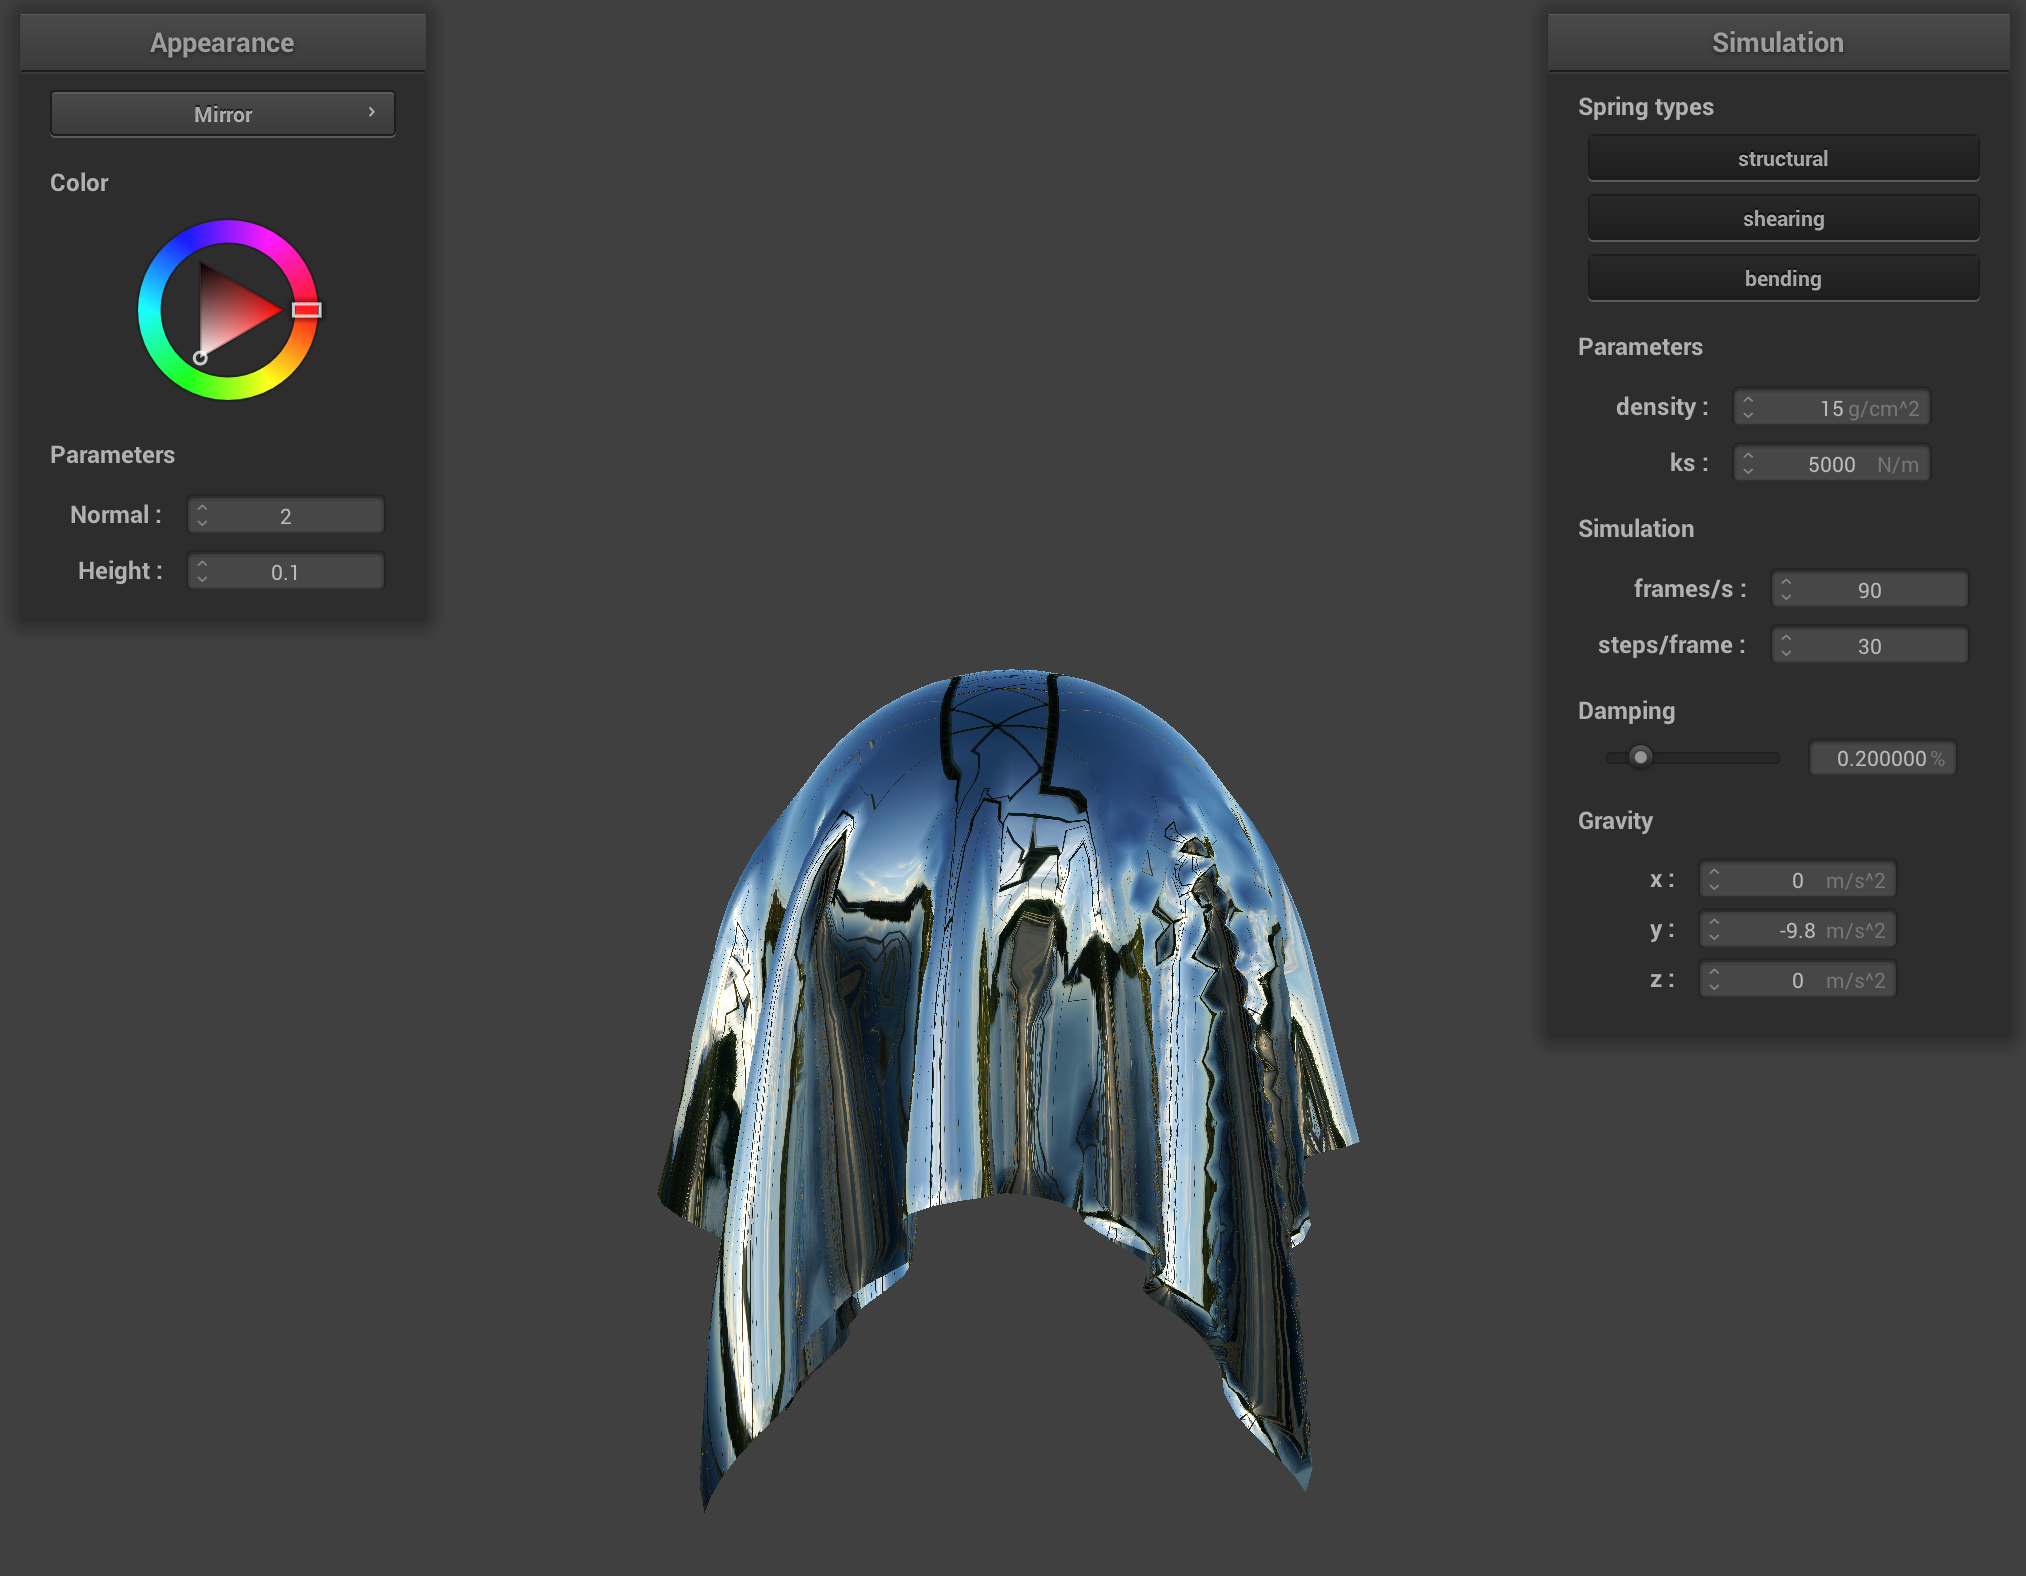 Appearance
Mirror
Color
Parameters
Normal : 2
Height : 0.1
Simulation
Spring types
structural
shearing
bending
Parameters
density : 15 g/cm^2
ks : 5000 N/m
Simulation
frames/s : 90
steps/frame : 30
Damping
0.200000 %
Gravity
x : 0 m/s^2
y : -9.8 m/s^2
z : 0 m/s^2